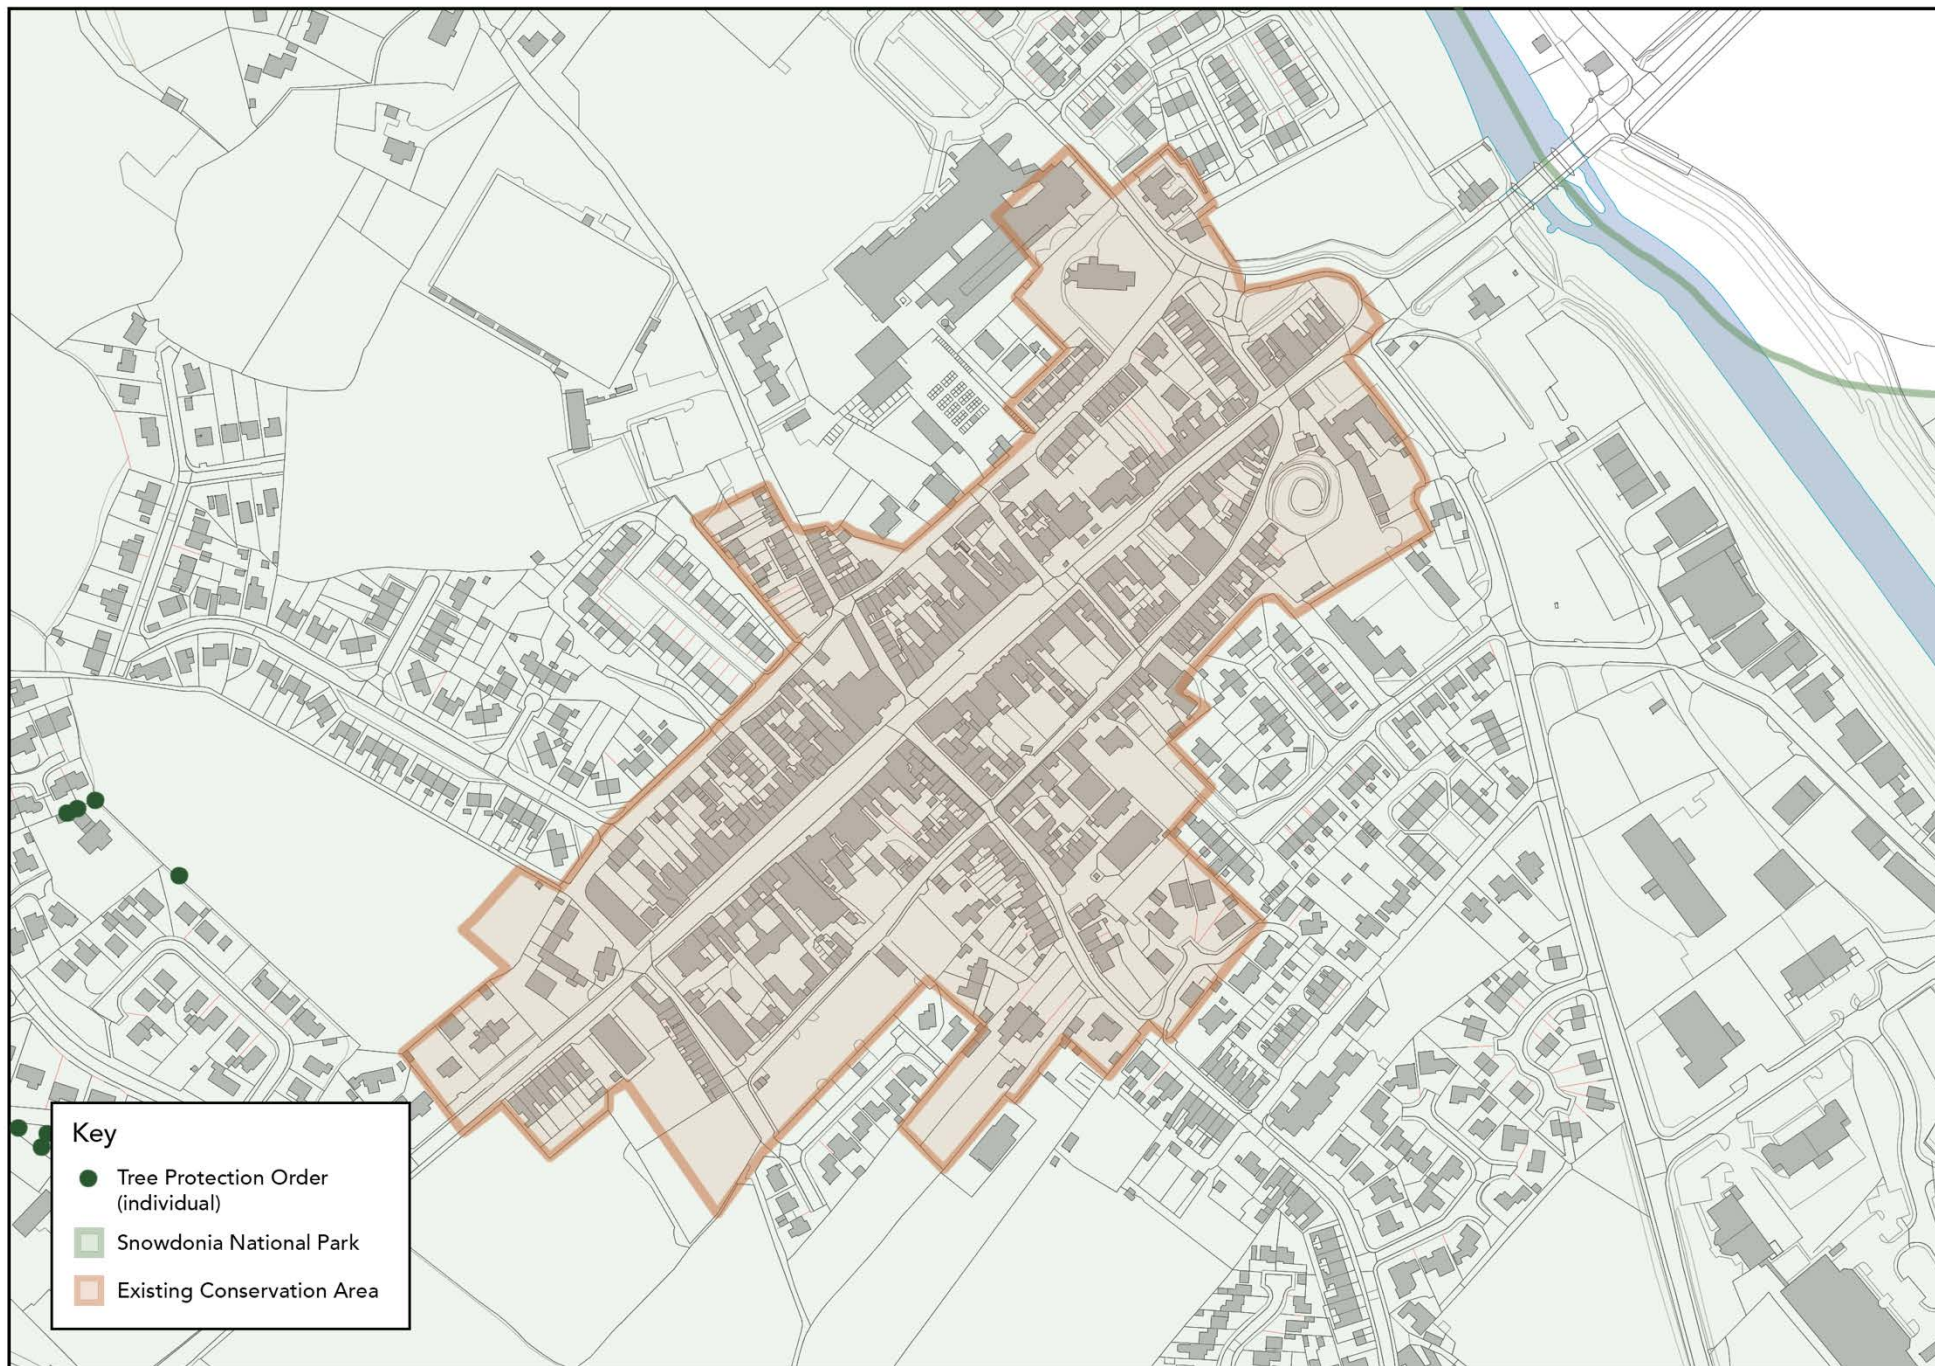 Key
Tree Protection Order
(individual)
Snowdonia National Park
Existing Conservation Area